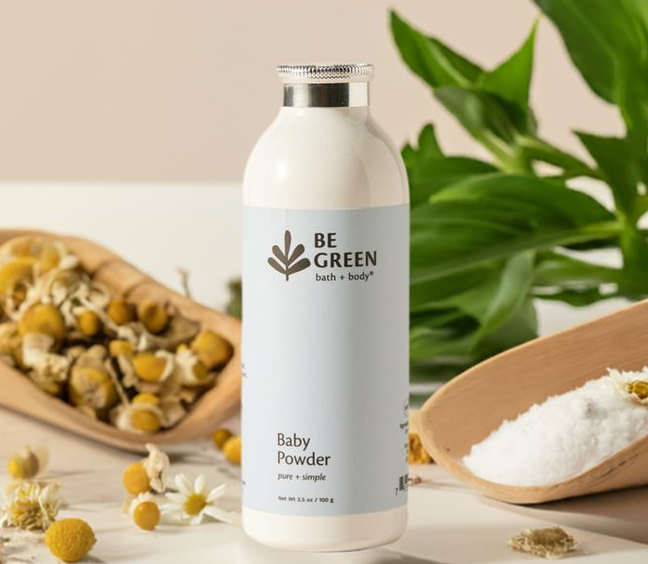 BE
GREEN
bath + body®
Baby
Powder
pure + simple
Net Wt 3.5 oz / 100 g